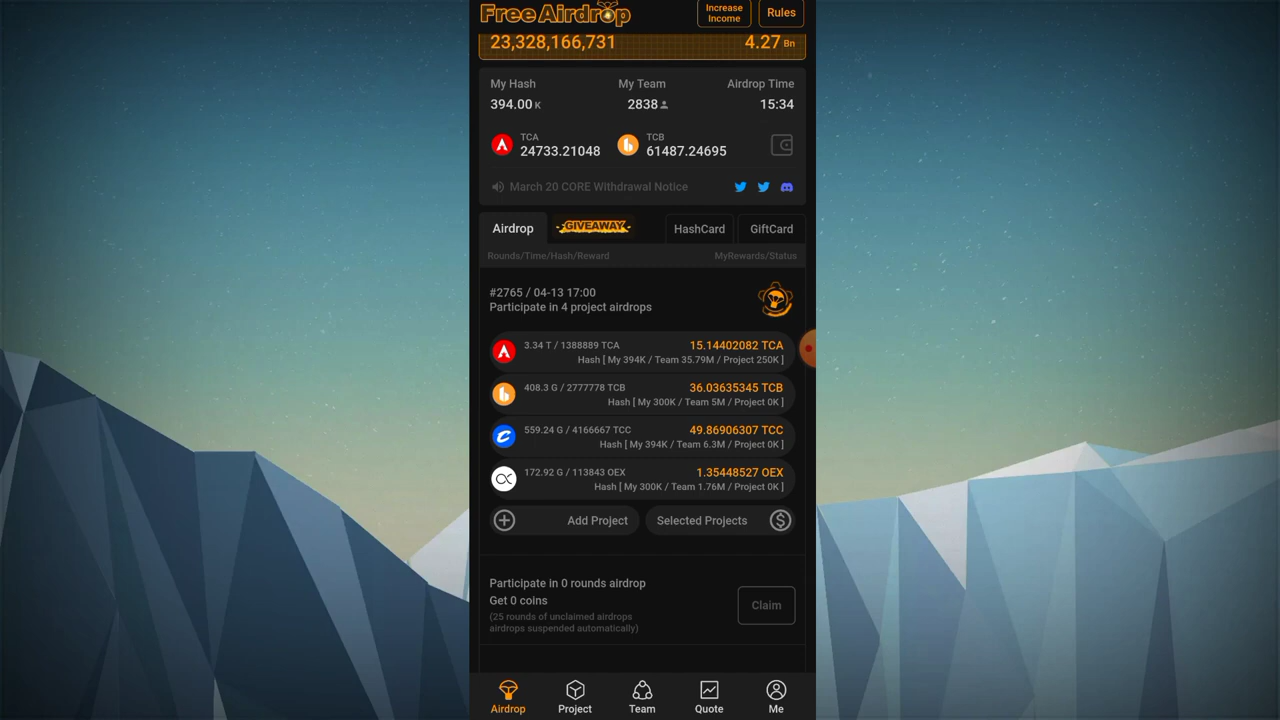 Free Airdrop
Increase
Income
Rules
23,328,166,731
4.27 Bn
My Hash
My Team
Airdrop Time
394.00 K
2838
15:34
TCA
24733.21048
TCB
61487.24695
March 20 CORE Withdrawal Notice
Airdrop
GIVEAWAY
HashCard
GiftCard
Rounds/Time/Hash/Reward
MyRewards/Status
#2765 / 04-13 17:00
Participate in 4 project airdrops
3.34 T / 1388889 TCA
15.14402082 TCA
Hash [ My 394K / Team 35.79M / Project 250K ]
408.3 G / 2777778 TCB
36.03635345 TCB
Hash [ My 300K / Team 5M / Project 0K ]
559.24 G / 4166667 TCC
49.86906307 TCC
Hash [ My 394K / Team 6.3M / Project 0K ]
172.92 G / 113843 OEX
1.35448527 OEX
Hash [ My 300K / Team 1.76M / Project 0K ]
Add Project
Selected Projects
Participate in 0 rounds airdrop
Get 0 coins
(25 rounds of unclaimed airdrops
airdrops suspended automatically)
Claim
Airdrop
Project
Team
Quote
Me